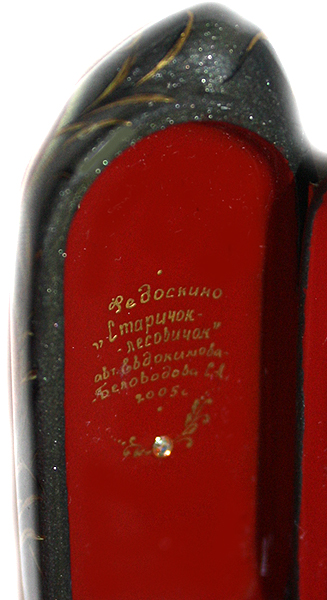 Федоскино
"Старичок-
-лесовичок"
авт. Евдокимова-
Беловодова С.А.
2005г